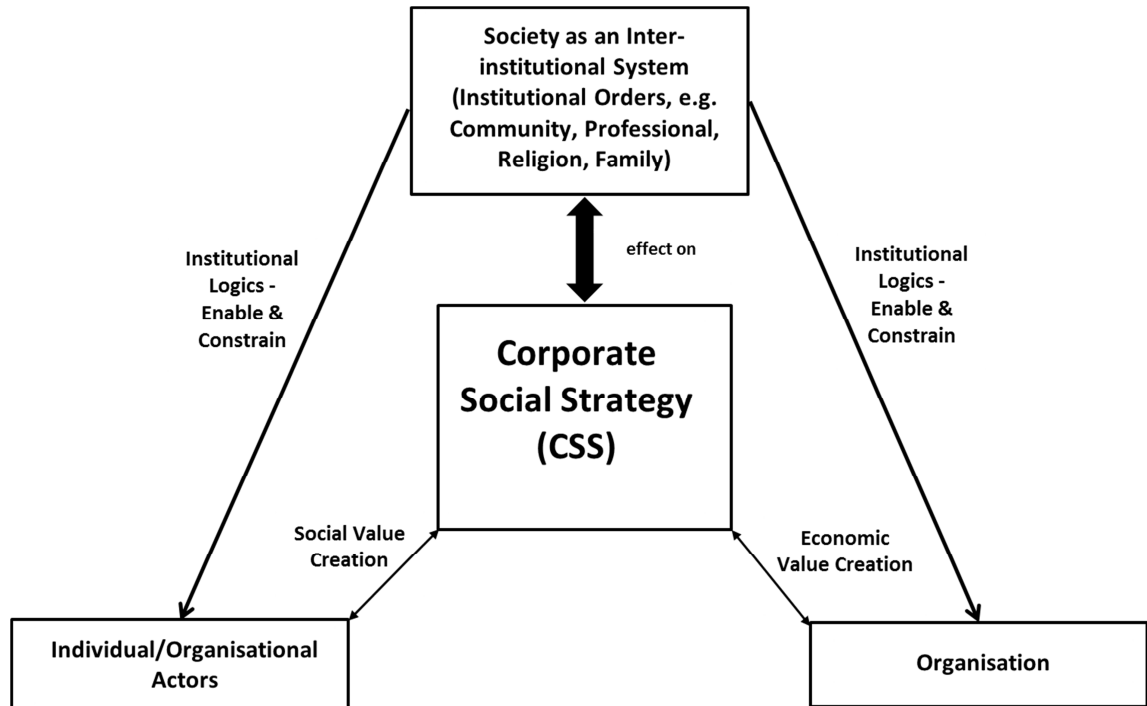 Society as an Inter-
institutional System
(Institutional Orders, e.g.
Community, Professional,
Religion, Family)
effect on
Institutional
Logics -
Enable &
Constrain
Institutional
Logics -
Enable &
Constrain
Corporate
Social Strategy
(CSS)
Social Value
Creation
Economic
Value Creation
Individual/Organisational
Actors
Organisation